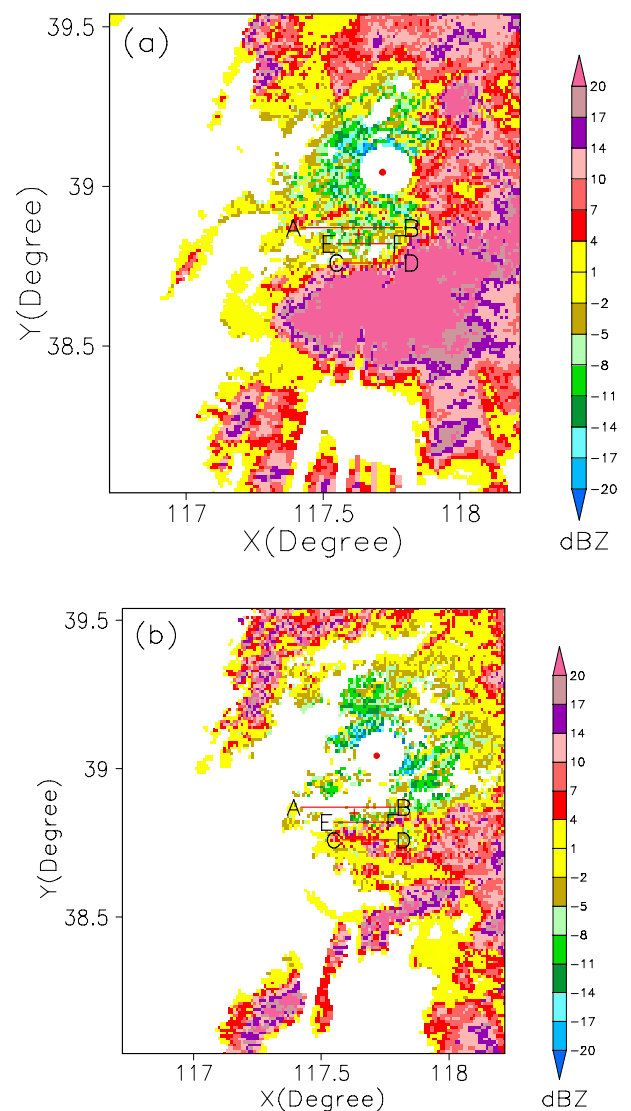 (a)
39.5
39
38.5
Y(Degree)
A B
E F
C D
117 117.5 118
X(Degree)
20
17
14
10
7
4
1
-2
-5
-8
-11
-14
-17
-20
dBZ
(b)
39.5
39
38.5
Y(Degree)
A B
E F
C D
117 117.5 118
X(Degree)
20
17
14
10
7
4
1
-2
-5
-8
-11
-14
-17
-20
dBZ